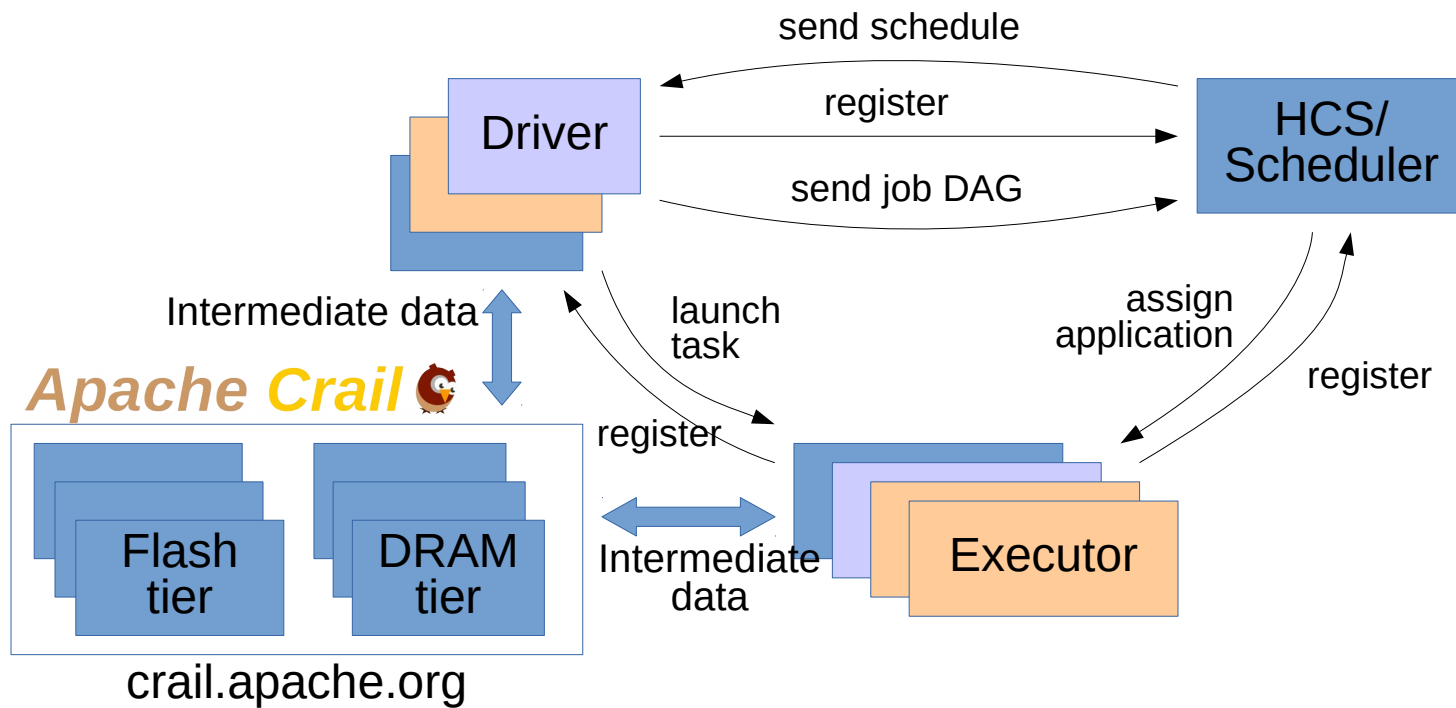 send schedule
register
Driver
HCS/
Scheduler
send job DAG
Intermediate data
launch
task
assign
application
register
Apache Crail
register
Flash
tier
DRAM
tier
Intermediate
data
Executor
crail.apache.org